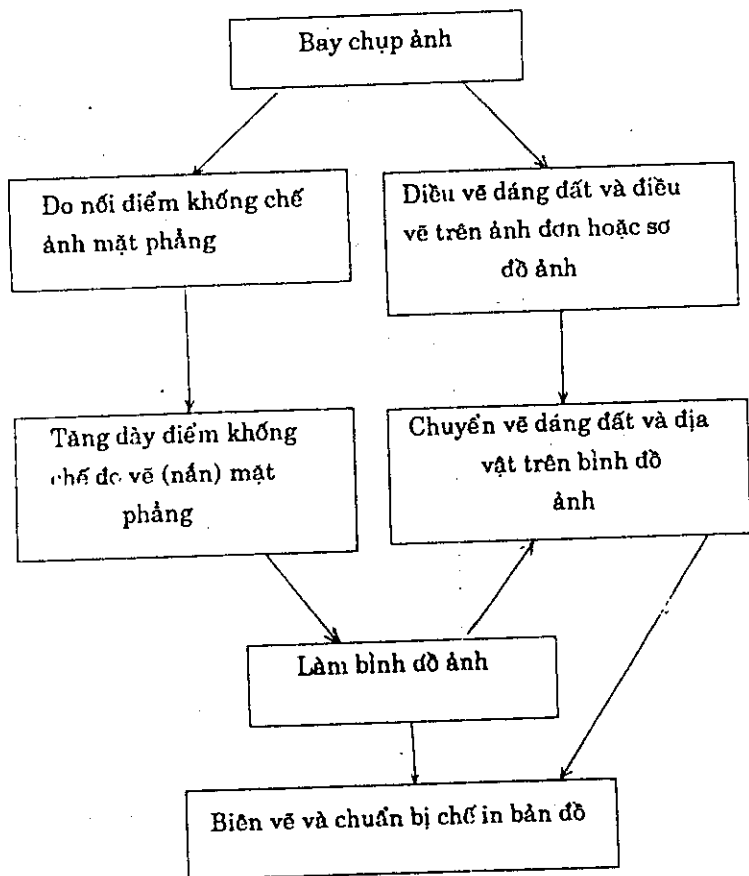 Bay chụp ảnh
Do nối điểm khống chế
ảnh mặt phẳng
Diều vẽ dáng đất và điều
vẽ trên ảnh đơn hoặc sơ
đồ ảnh
Tăng dày điểm khống
chế đo vẽ (nắn) mặt
phẳng
Chuyển vẽ dáng đất và địa
vật trên bình đồ
ảnh
Làm bình đồ ảnh
Biên vẽ và chuẩn bị chế in bản đồ